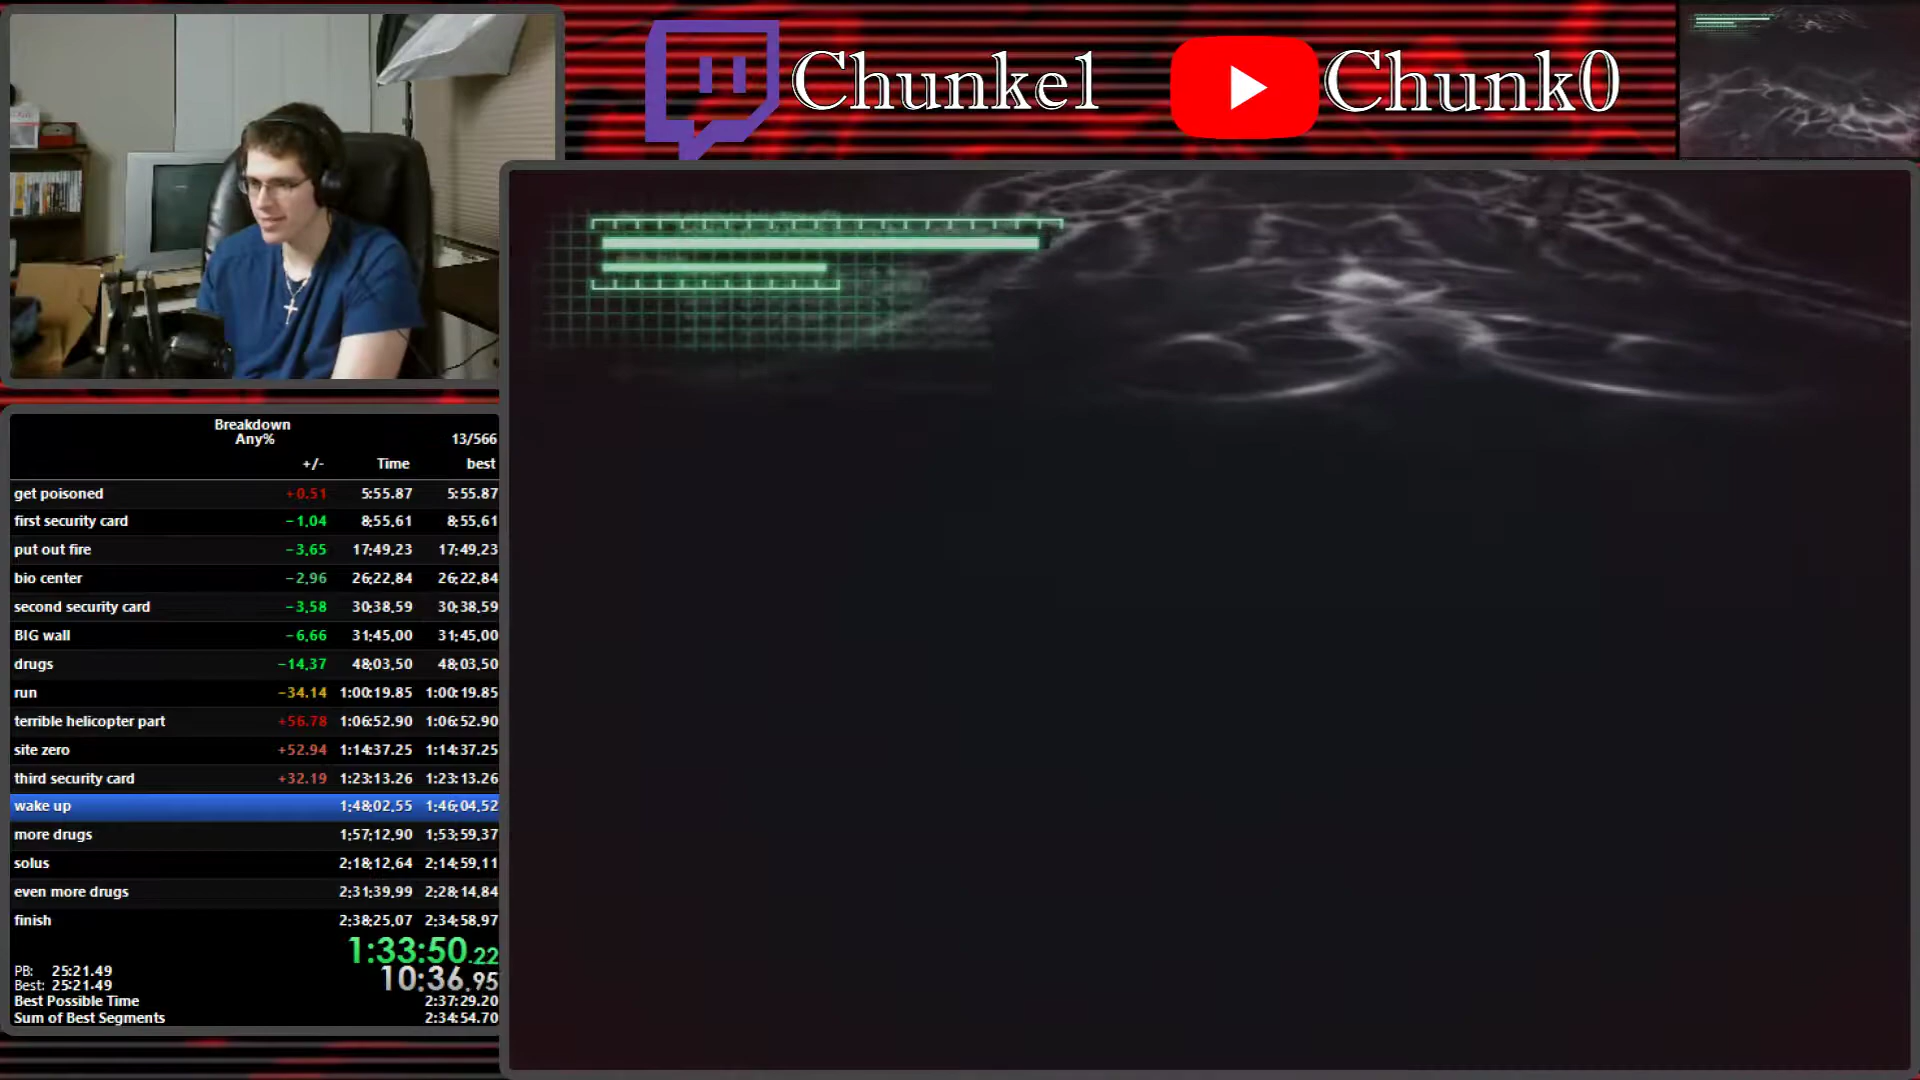 Chunke1
Chunk0
Breakdown
Any% 13/566
+/- Time best
get poisoned +0.51 5:55.87 5:55.87
first security card −1.04 8:55.61 8:55.61
put out fire −3.65 17:49.23 17:49.23
bio center −2.96 26:22.84 26:22.84
second security card −3.58 30:38.59 30:38.59
BIG wall −6.66 31:45.00 31:45.00
drugs −14.37 48:03.50 48:03.50
run −34.14 1:00:19.85 1:00:19.85
terrible helicopter part +56.78 1:06:52.90 1:06:52.90
site zero +52.94 1:14:37.25 1:14:37.25
third security card +32.19 1:23:13.26 1:23:13.26
wake up 1:48:02.55 1:46:04.52
more drugs 1:57:12.90 1:53:59.37
solus 2:18:12.64 2:14:59.11
even more drugs 2:31:39.99 2:28:14.84
finish 2:38:25.07 2:34:58.97
1:33:50.22
PB: 25:21.49 10:36.95
Best: 25:21.49
Best Possible Time 2:37:29.20
Sum of Best Segments 2:34:54.70